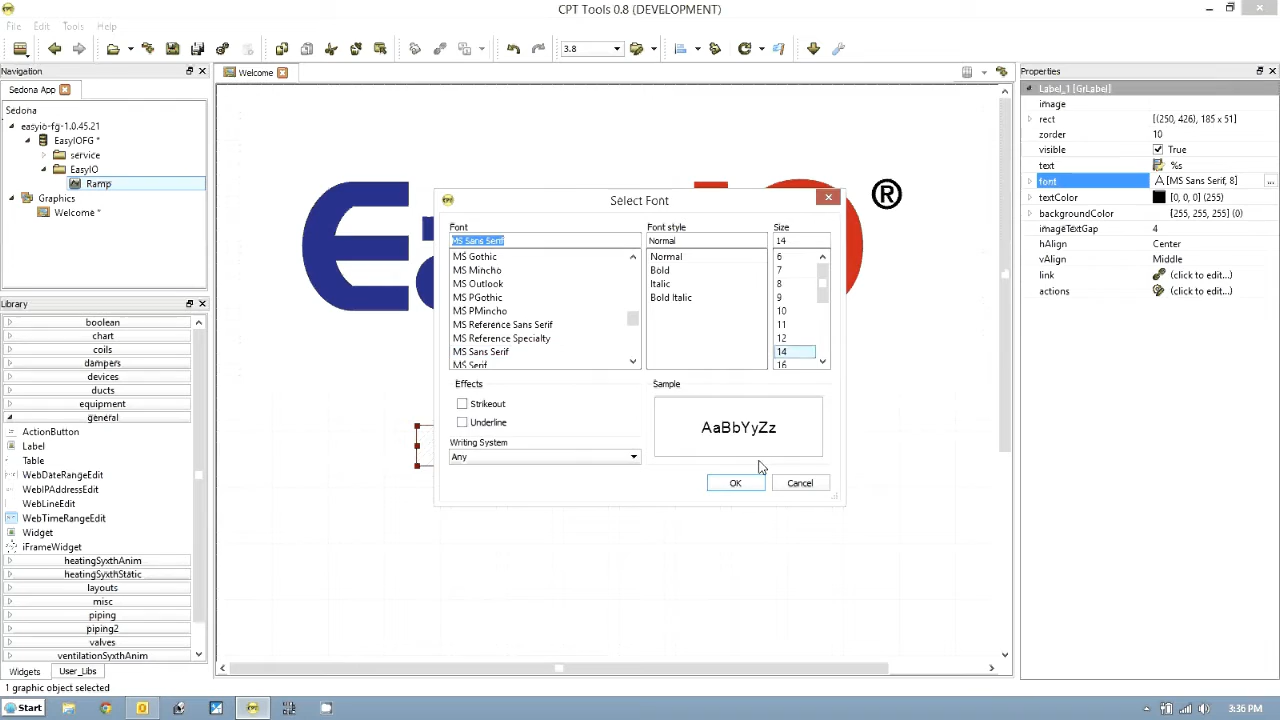 CPT Tools 0.8 (DEVELOPMENT)
File Edit Tools Help
3.8
Navigation
Sedona App
Sedona
easyio-fg-1.0.45.21
EasyIOFG *
service
EasyIO
Ramp
Graphics
Welcome *
Library
boolean
chart
coils
dampers
devices
ducts
equipment
general
ActionButton
Label
Table
WebDateRangeEdit
WebIPAddressEdit
WebLineEdit
WebTimeRangeEdit
Widget
iFrameWidget
heatingSyxthAnim
heatingSyxthStatic
layouts
misc
piping
piping2
valves
ventilationSyxthAnim
Widgets User_Libs
1 graphic object selected
Welcome
®
Select Font
Font
MS Sans Serif
MS Gothic
MS Mincho
MS Outlook
MS PGothic
MS PMincho
MS Reference Sans Serif
MS Reference Specialty
MS Sans Serif
MS Serif
Font style
Normal
Normal
Bold
Italic
Bold Italic
Size
14
6
7
8
9
10
11
12
14
16
Effects
Strikeout
Underline
Writing System
Any
Sample
AaBbYyZz
OK Cancel
Properties
Label_1 [GrLabel]
image
rect [(250, 426), 185 x 51]
zorder 10
visible True
text %s
font A [MS Sans Serif, 8] ...
textColor [0, 0, 0] (255)
backgroundColor [255, 255, 255] (0)
imageTextGap 4
hAlign Center
vAlign Middle
link (click to edit...)
actions (click to edit...)
Start
3:36 PM